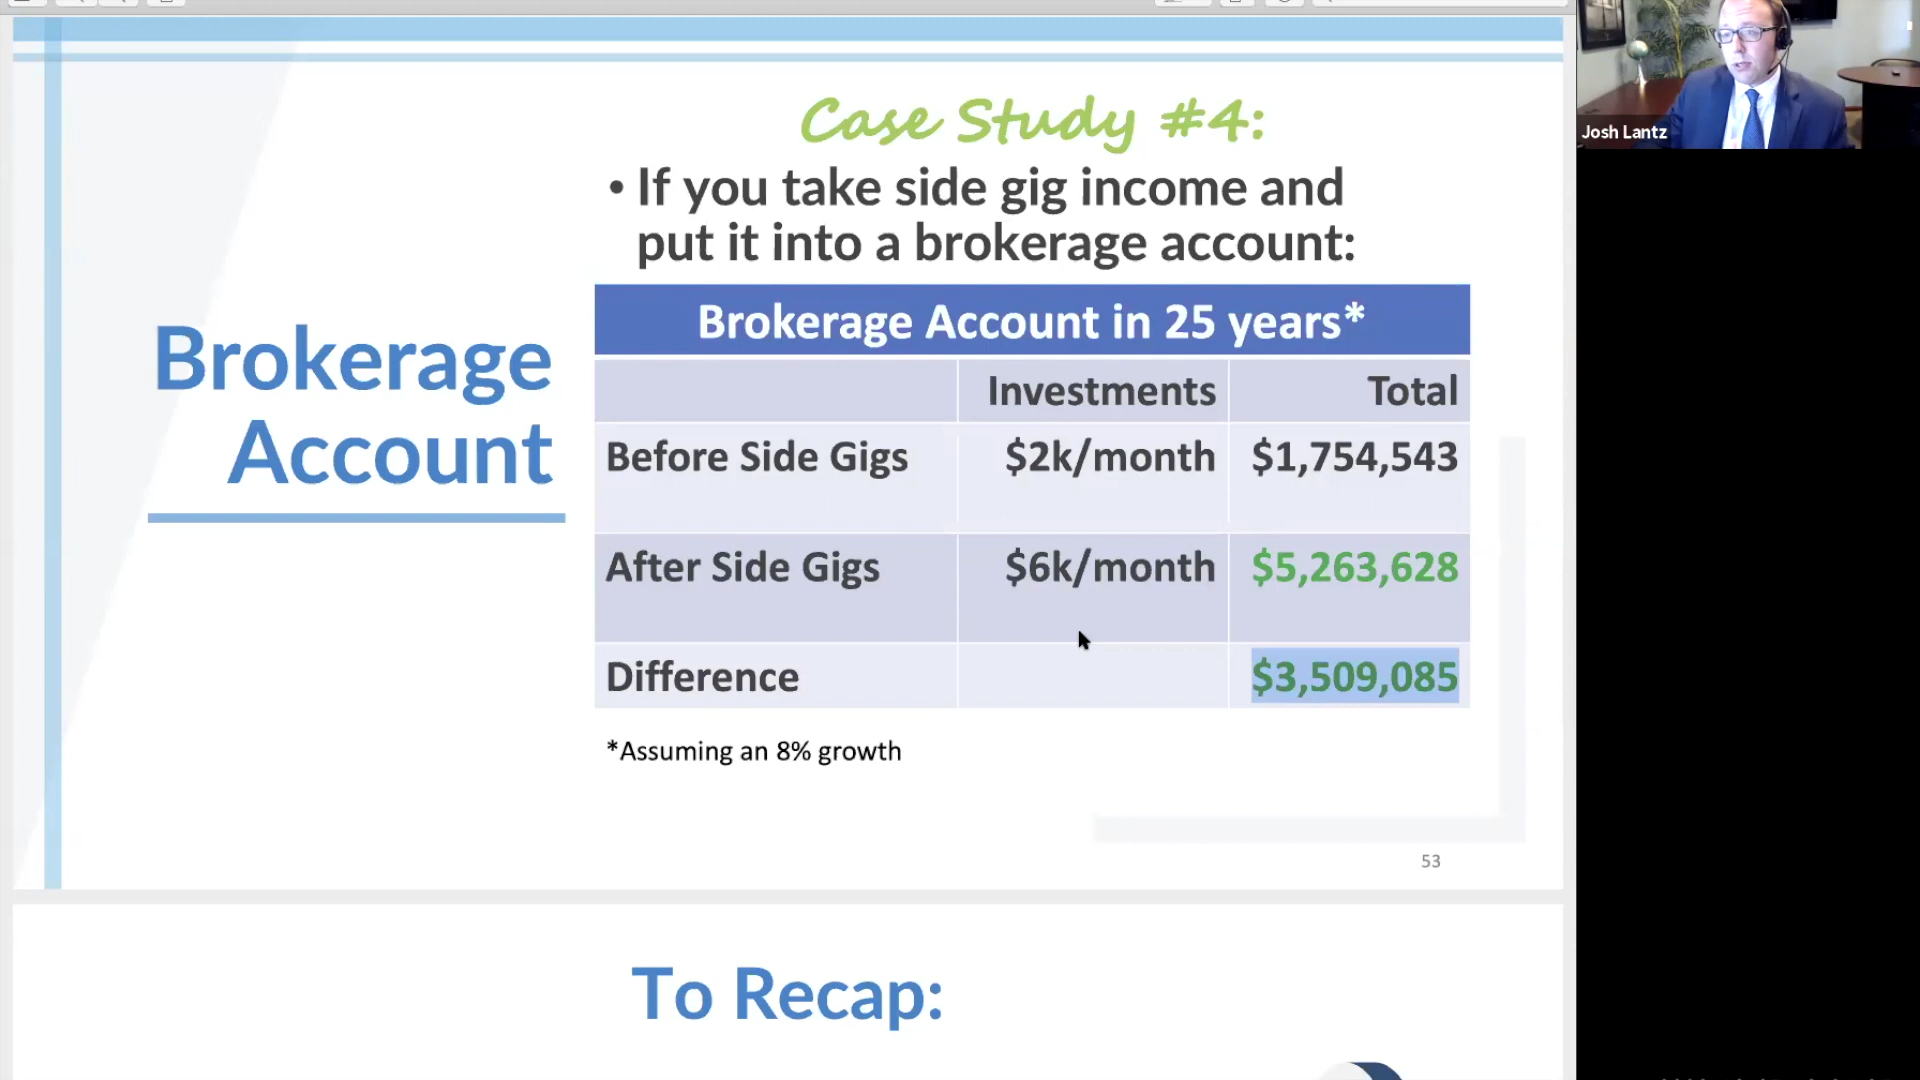 Case Study #4:
• If you take side gig income and
put it into a brokerage account:
Brokerage
Account
Brokerage Account in 25 years*
Investments Total
Before Side Gigs $2k/month $1,754,543
After Side Gigs $6k/month $5,263,628
Difference $3,509,085
*Assuming an 8% growth
53
To Recap:
Josh Lantz